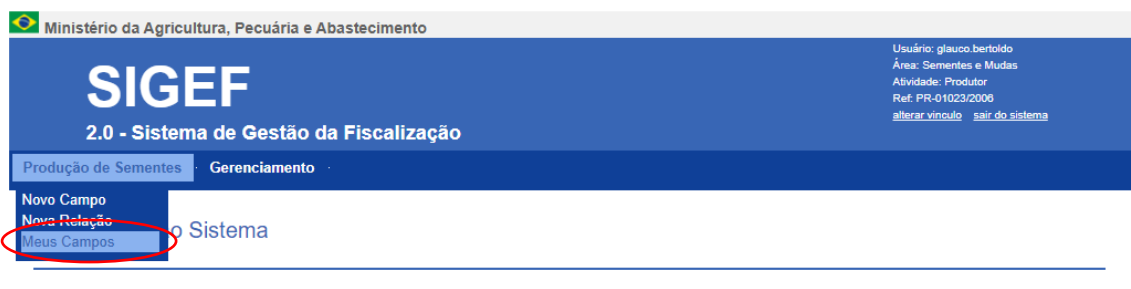 Ministério da Agricultura, Pecuária e Abastecimento
Usuário: glauco.bertoldo
Área: Sementes e Mudas
Atividade: Produtor
Ref: PR-01023/2006
alterar vinculo sair do sistema
SIGEF
2.0 - Sistema de Gestão da Fiscalização
Produção de Sementes · Gerenciamento ·
Novo Campo
Nova Relação
Meus Campos
o Sistema